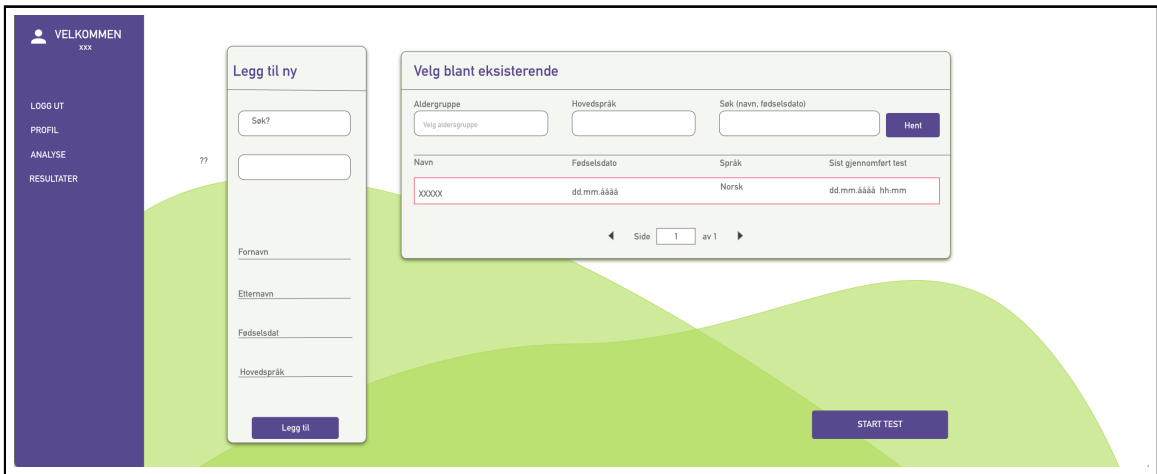 VELKOMMEN
xxx
LOGG UT
PROFIL
ANALYSE
RESULTATER
??
Legg til ny
Søk?
Fornavn
Etternavn
Fødselsdat
Hovedspråk
Legg til
Velg blant eksisterende
Aldergruppe Hovedspråk Søk (navn, fødselsdato)
Velg aldersgruppe
Hent
Navn Fødselsdato Språk Sist gjennomført test
XXXXX dd.mm.åååå Norsk dd.mm.åååå hh:mm
Side 1 av 1
START TEST